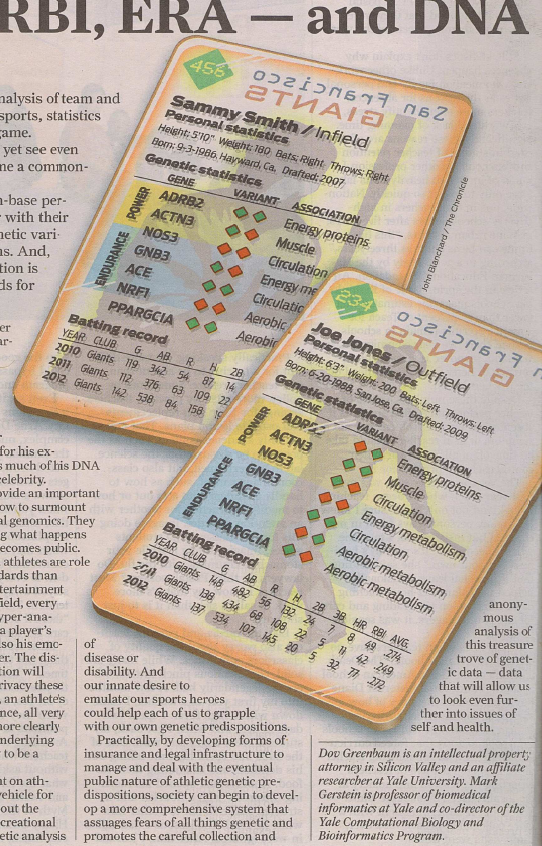 RBI, ERA — and DNA
nalysis of team and
sports, statistics
game.
yet see even
me a common-
n-base per-
with their
netic vari-
ns. And,
tion is
ds for
er
ar-
for his ex-
s much of his DNA
celebrity.
ovide an important
ow to surmount
al genomics. They
g what happens
ecomes public.
athletes are role
dards than
tertainment
field, every
yper-ana-
a player's
lso his emo-
er. The dis-
tion will
rivacy these
, an athlete's
nce, all very
ore clearly
nderlying
to be a
nt on ath-
vehicle for
out the
creational
etic analysis
456
San Francisco
GIANTS
Sammy Smith / Infield
Personal statistics
Height: 5'10" Weight: 180 Bats: Right Throws: Right
Born: 9-3-1986, Hayward, Ca. Drafted: 2007
Genetic statistics
GENE VARIANT ASSOCIATION
POWER
ADRB2 Energy proteins
ACTN3 Muscle
NOS3 Circulation
ENDURANCE
GNB3 Energy me
ACE Circulatio
NRF1 Aerobic
PPARGCIA Aerobic
Batting record
YEAR CLUB G AB R H 2B
2010 Giants 119 342 54 87 14
2011 Giants 112 376 63 109 22
2012 Giants 142 538 84 158
John Blanchard / The Chronicle
234
San Francisco
GIANTS
Joe Jones / Outfield
Personal statistics
Height: 6'3" Weight: 200 Bats: Left Throws: Left
Born: 6-20-1988, San Jose, Ca. Drafted: 2009
Genetic statistics
GENE VARIANT ASSOCIATION
POWER
ADRB2 Energy proteins
ACTN3 Muscle
NOS3 Circulation
ENDURANCE
GNB3 Energy metabolism
ACE Circulation
NRF1 Aerobic metabolism
PPARGCIA Aerobic metabolism
Batting record
YEAR CLUB G AB R H 2B 3B HR RBI AVG.
2010 Giants 148 482 56 132 24 7 8 49 .274
2011 Giants 138 434 68 108 22 11 42 .249
2012 Giants 137 334 107 145 20 5 32 77 .272
of
disease or
disability. And
our innate desire to
emulate our sports heroes
could help each of us to grapple
with our own genetic predispositions.
Practically, by developing forms of
insurance and legal infrastructure to
manage and deal with the eventual
public nature of athletic genetic pre-
dispositions, society can begin to devel-
op a more comprehensive system that
assuages fears of all things genetic and
promotes the careful collection and
anony-
mous
analysis of
this treasure
trove of genet-
ic data — data
that will allow us
to look even fur-
ther into issues of
self and health.
Dov Greenbaum is an intellectual property
attorney in Silicon Valley and an affiliate
researcher at Yale University. Mark
Gerstein is professor of biomedical
informatics at Yale and co-director of the
Yale Computational Biology and
Bioinformatics Program.